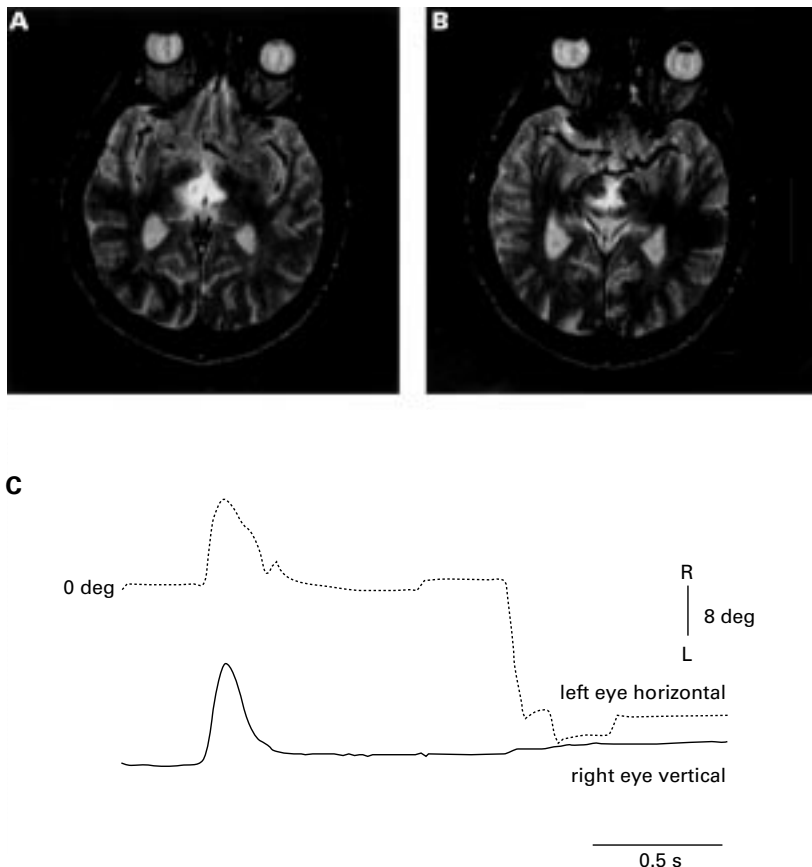 A
B
C
0 deg
R
8 deg
L
left eye horizontal
right eye vertical
0.5 s